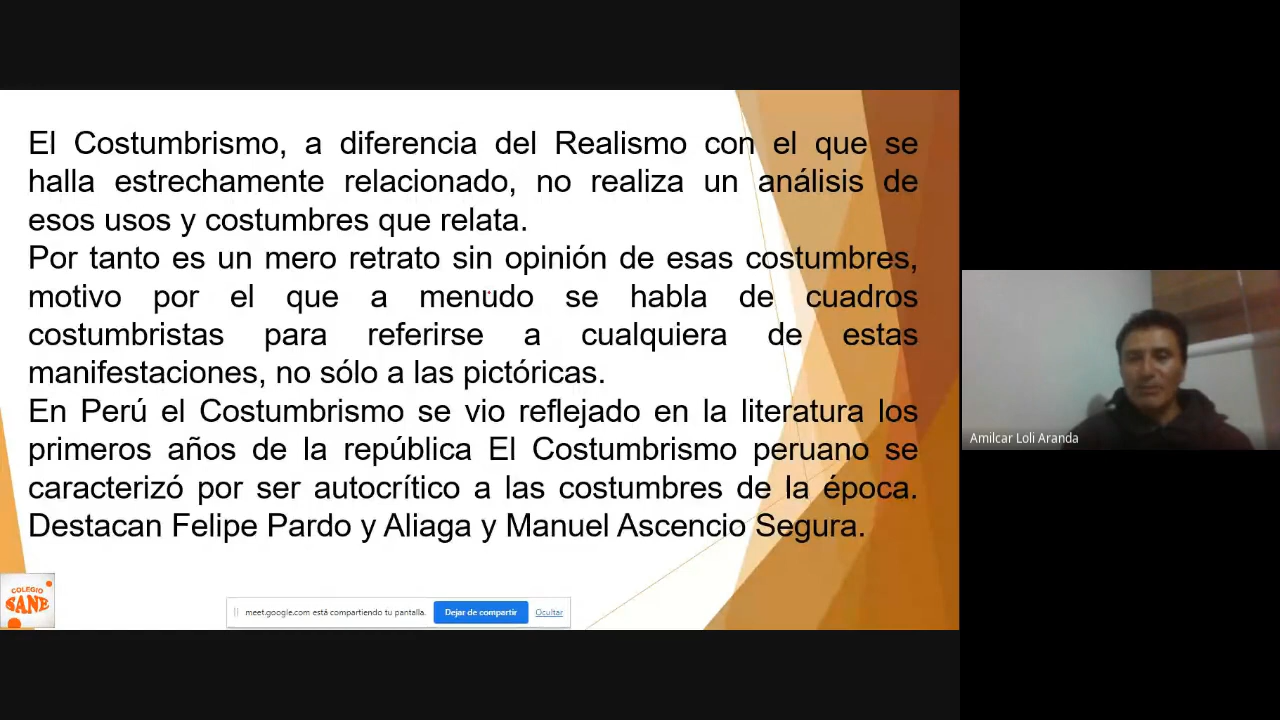 El Costumbrismo, a diferencia del Realismo con el que se
halla estrechamente relacionado, no realiza un análisis de
esos usos y costumbres que relata.
Por tanto es un mero retrato sin opinión de esas costumbres,
motivo por el que a menudo se habla de cuadros
costumbristas para referirse a cualquiera de estas
manifestaciones, no sólo a las pictóricas.
En Perú el Costumbrismo se vio reflejado en la literatura los
primeros años de la república El Costumbrismo peruano se
caracterizó por ser autocrítico a las costumbres de la época.
Destacan Felipe Pardo y Aliaga y Manuel Ascencio Segura.
Amilcar Loli Aranda
COLEGIO
SANE
meet.google.com está compartiendo tu pantalla. Dejar de compartir Ocultar